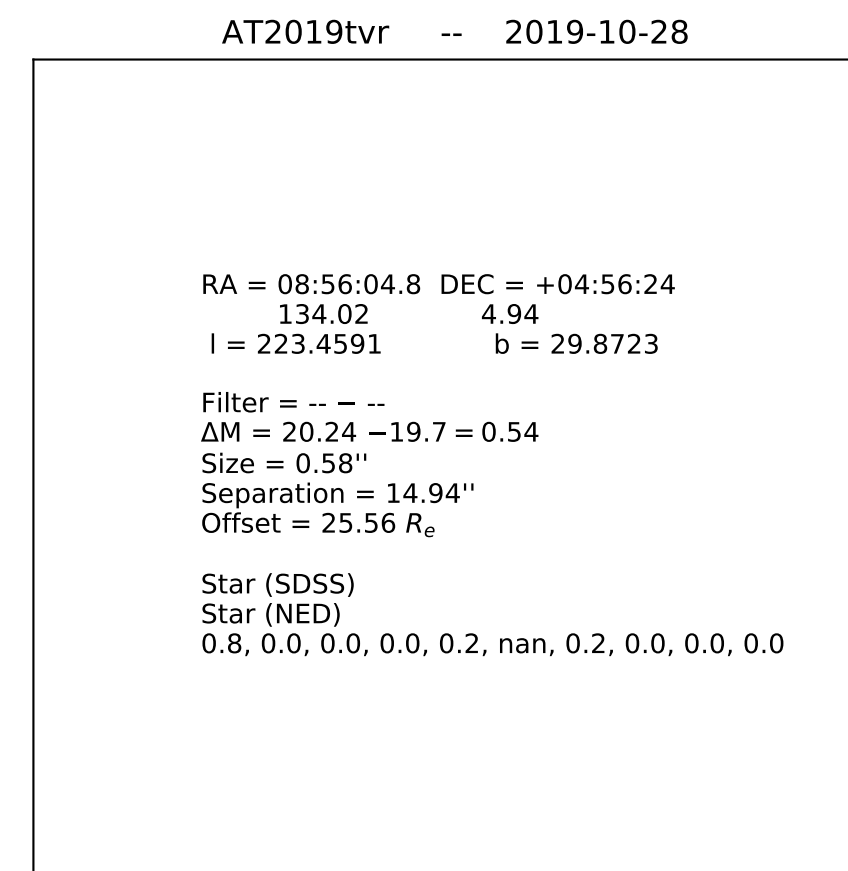 AT2019tvr -- 2019-10-28
RA = 08:56:04.8 DEC = +04:56:24
134.02 4.94
l = 223.4591 b = 29.8723
Filter = -- − --
ΔM = 20.24 −19.7 = 0.54
Size = 0.58''
Separation = 14.94''
Offset = 25.56 Rₑ
Star (SDSS)
Star (NED)
0.8, 0.0, 0.0, 0.0, 0.2, nan, 0.2, 0.0, 0.0, 0.0